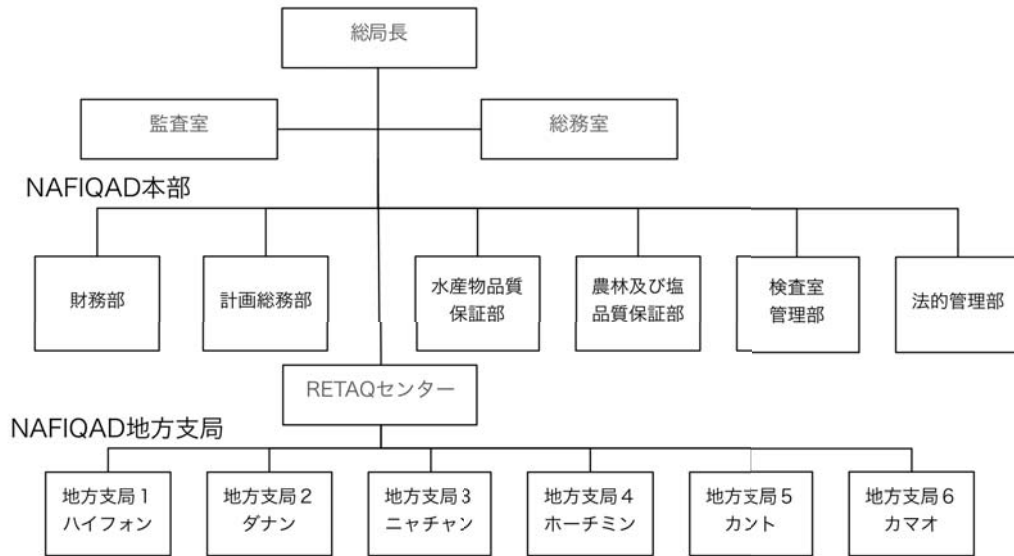 総局長
監査室
総務室
NAFIQAD本部
財務部
計画総務部
水産物品質
保証部
農林及び塩
品質保証部
検査室
管理部
法的管理部
RETAQセンター
NAFIQAD地方支局
地方支局１
ハイフォン
地方支局２
ダナン
地方支局３
ニャチャン
地方支局４
ホーチミン
地方支局５
カント
地方支局６
カマオ